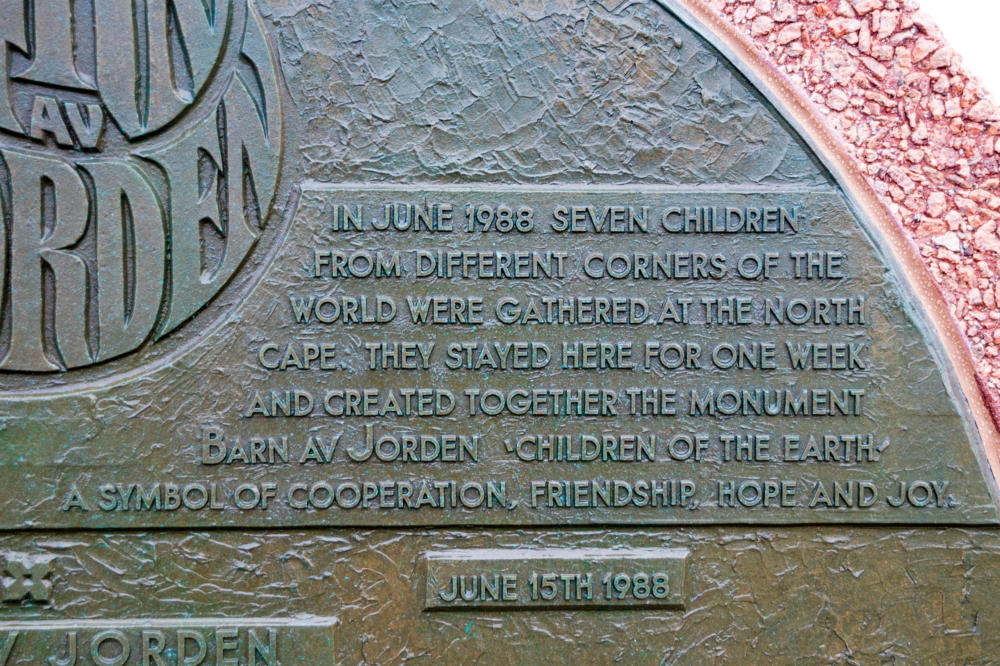 AV
IN JUNE 1988 SEVEN CHILDREN
FROM DIFFERENT CORNERS OF THE
WORLD WERE GATHERED AT THE NORTH
CAPE. THEY STAYED HERE FOR ONE WEEK
AND CREATED TOGETHER THE MONUMENT
BARN AV JORDEN -CHILDREN OF THE EARTH-
A SYMBOL OF COOPERATION, FRIENDSHIP, HOPE AND JOY.
JUNE 15TH 1988
JORDEN